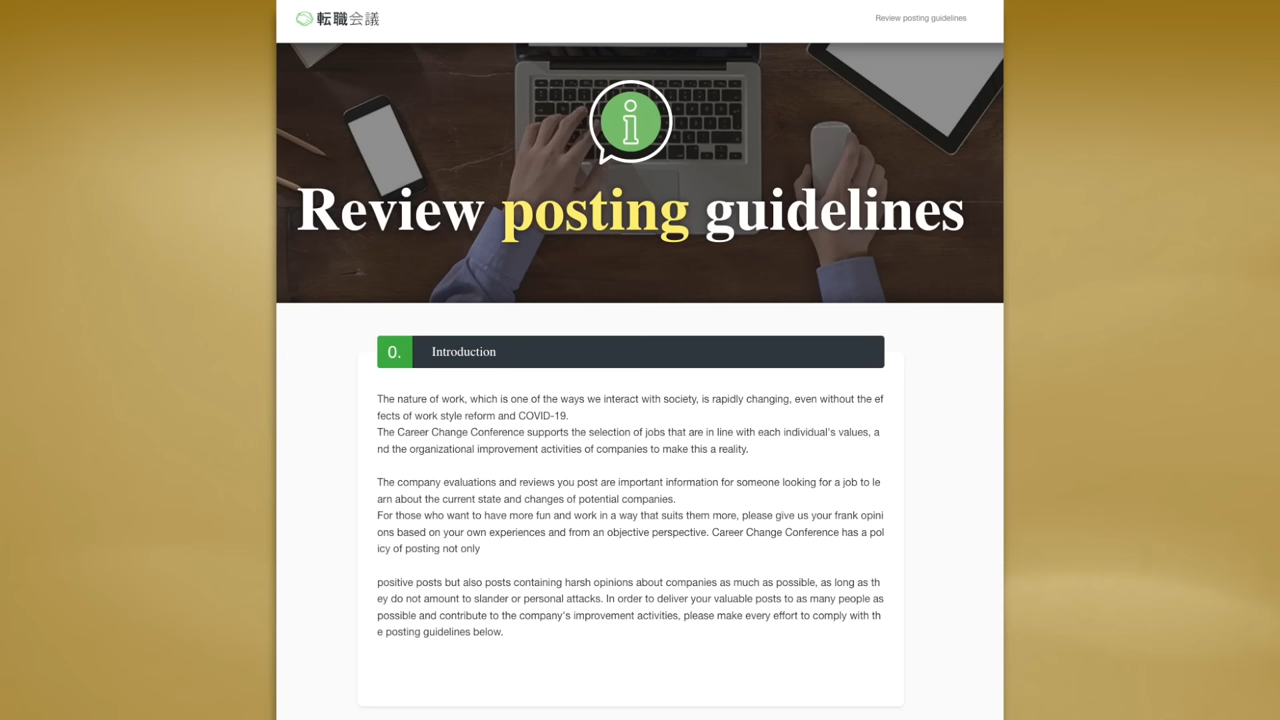 転職会議
Review posting guidelines
Review posting guidelines
0.
Introduction
The nature of work, which is one of the ways we interact with society, is rapidly changing, even without the ef
fects of work style reform and COVID-19.
The Career Change Conference supports the selection of jobs that are in line with each individual's values, a
nd the organizational improvement activities of companies to make this a reality.
The company evaluations and reviews you post are important information for someone looking for a job to le
arn about the current state and changes of potential companies.
For those who want to have more fun and work in a way that suits them more, please give us your frank opini
ons based on your own experiences and from an objective perspective. Career Change Conference has a pol
icy of posting not only
positive posts but also posts containing harsh opinions about companies as much as possible, as long as th
ey do not amount to slander or personal attacks. In order to deliver your valuable posts to as many people as
possible and contribute to the company's improvement activities, please make every effort to comply with th
e posting guidelines below.